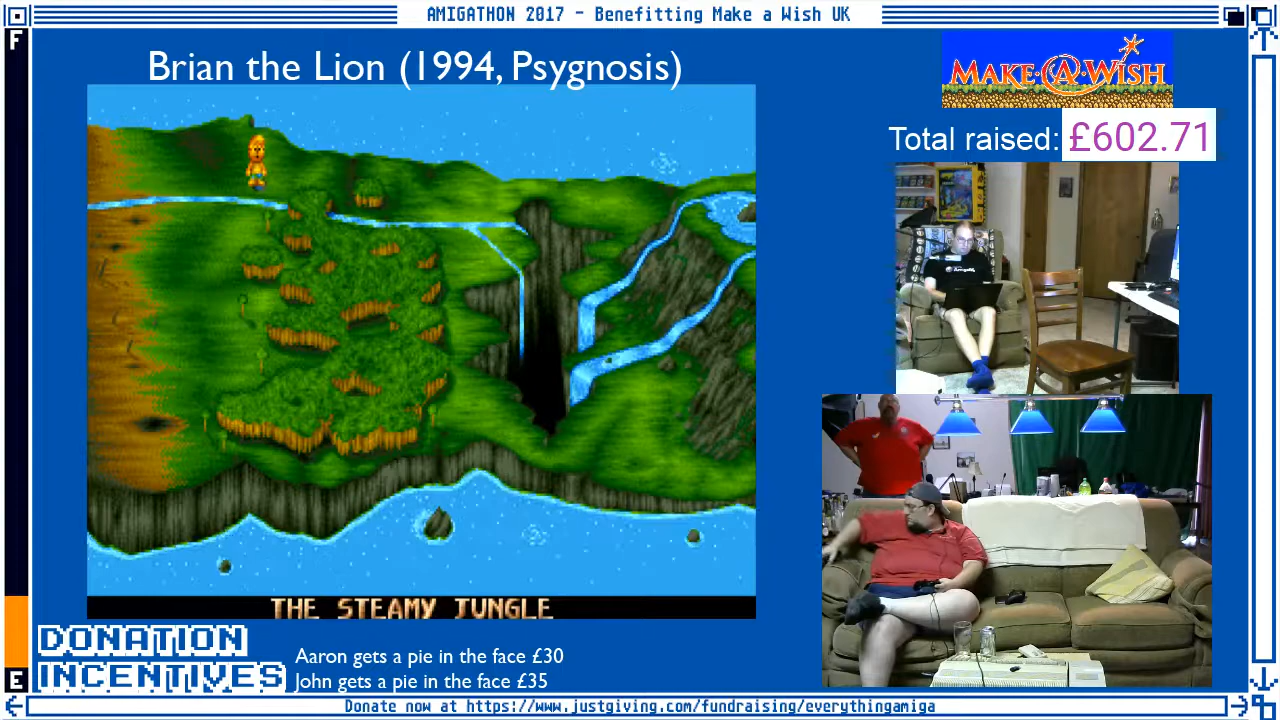 AMIGATHON 2017 - Benefitting Make a Wish UK
F
Brian the Lion (1994, Psygnosis)
MAKE-A-WISH
Total raised: £602.71
THE STEAMY JUNGLE
DONATION
INCENTIVES
Aaron gets a pie in the face £30
John gets a pie in the face £35
E
Donate now at https://www.justgiving.com/fundraising/everythingamiga